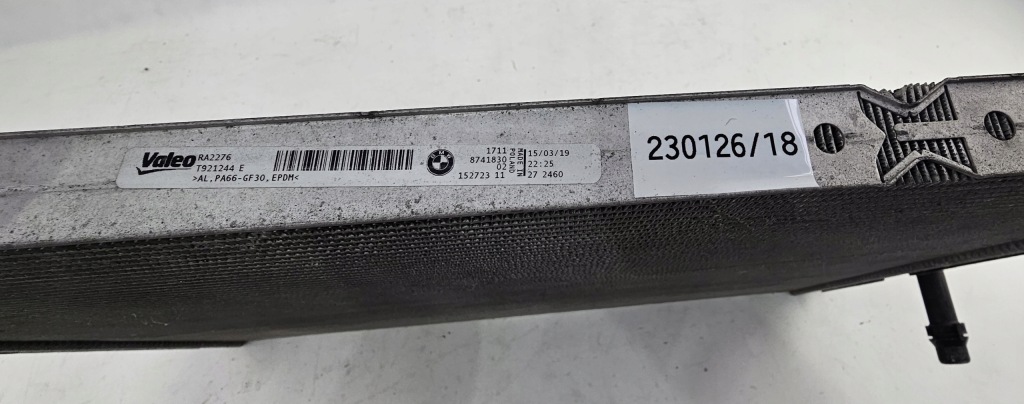 Valeo RA2276
T921244 E
>AL,PA66-GF30,EPDM<
1711
8741830
02
152723 11
MADE IN
POLAND
15/03/19
22:25
27 2460
230126/18